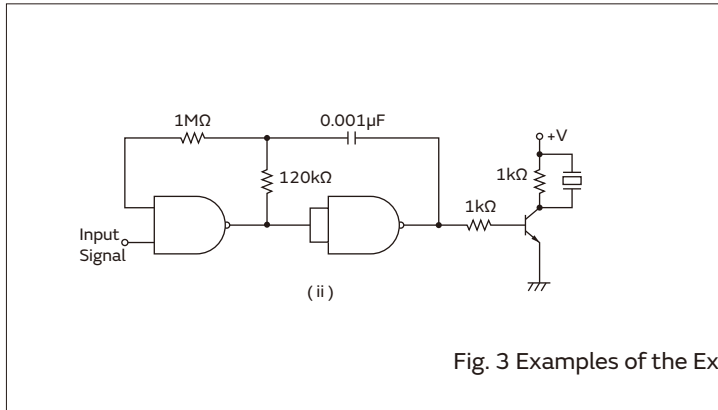 1MΩ
0.001μF
+V
120kΩ
1kΩ
1kΩ
Input
Signal
( ii )
Fig. 3 Examples of the Ex